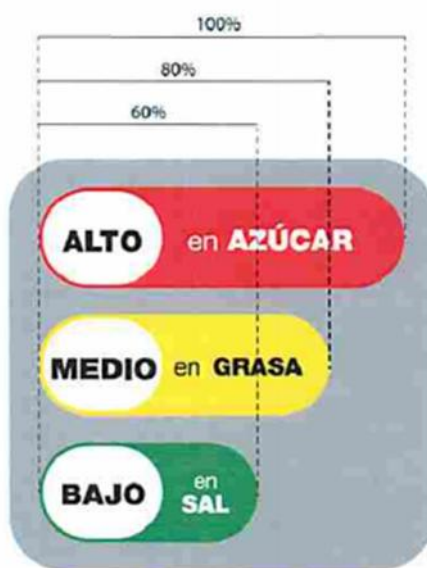 100%
80%
60%
ALTO en AZÚCAR
MEDIO en GRASA
BAJO en
SAL